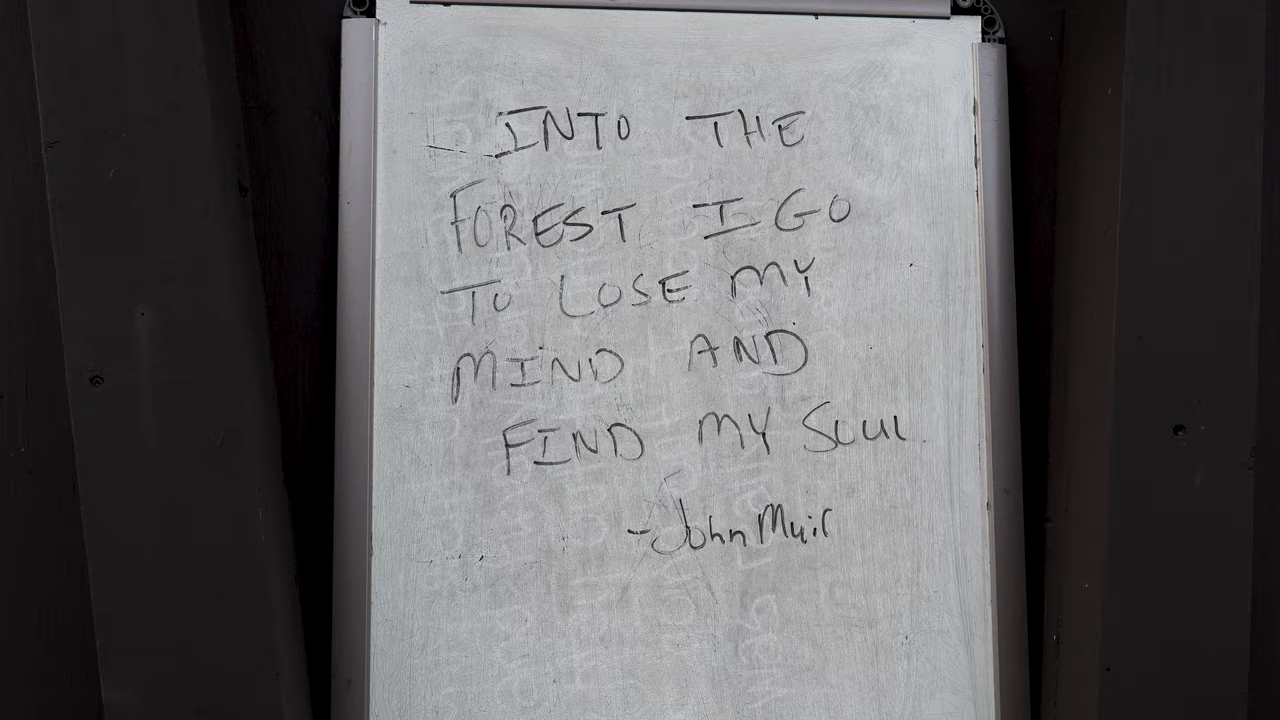 INTO THE
FOREST I GO
TO LOSE MY
MIND AND
FIND MY SOUL.
-John Muir